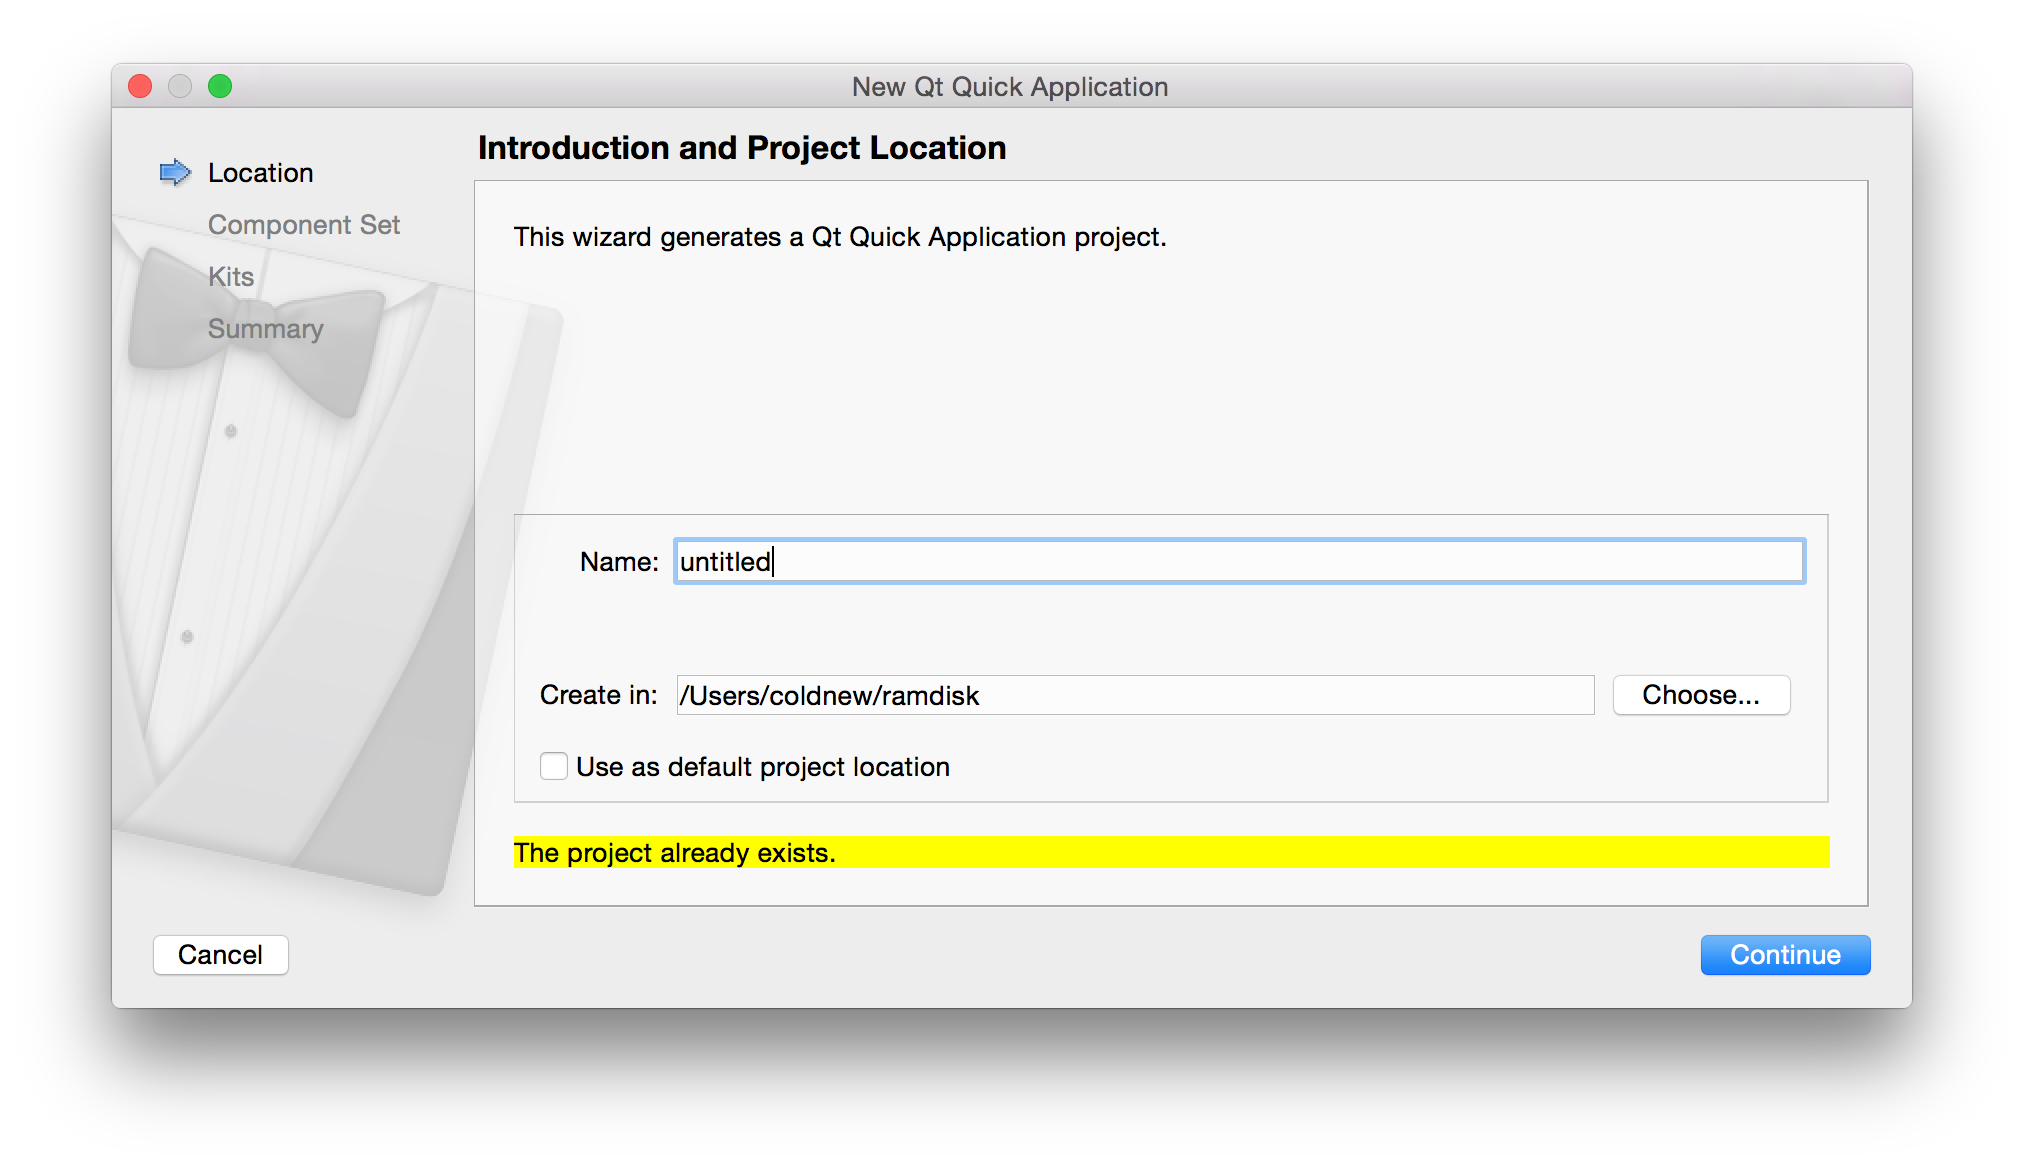 New Qt Quick Application
Location
Component Set
Kits
Summary
Introduction and Project Location
This wizard generates a Qt Quick Application project.
Name: untitled
Create in: /Users/coldnew/ramdisk Choose...
Use as default project location
The project already exists.
Cancel Continue